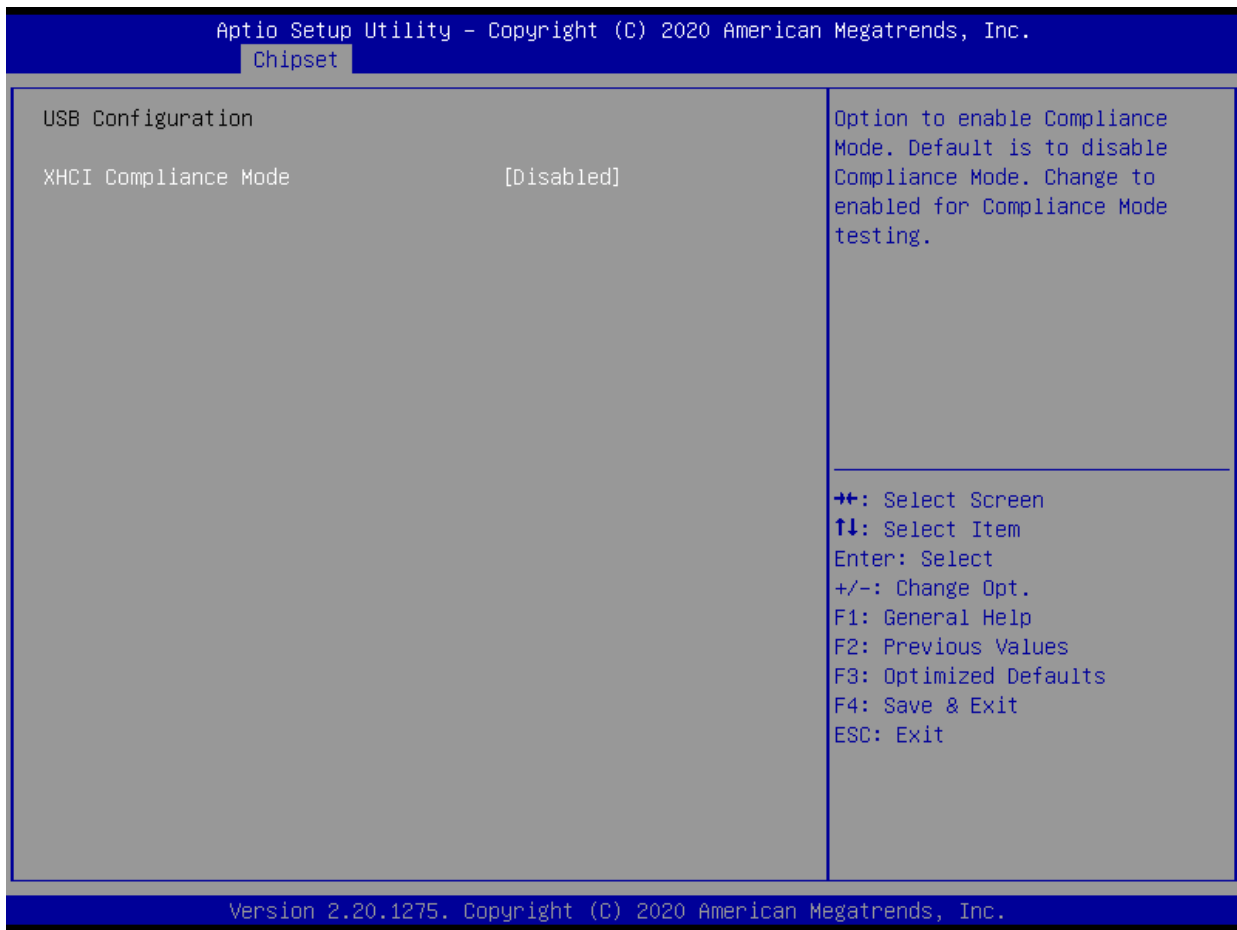 Aptio Setup Utility – Copyright (C) 2020 American Megatrends, Inc.
Chipset
USB Configuration
XHCI Compliance Mode [Disabled]
Option to enable Compliance
Mode. Default is to disable
Compliance Mode. Change to
enabled for Compliance Mode
testing.
→←: Select Screen
↑↓: Select Item
Enter: Select
+/-: Change Opt.
F1: General Help
F2: Previous Values
F3: Optimized Defaults
F4: Save & Exit
ESC: Exit
Version 2.20.1275. Copyright (C) 2020 American Megatrends, Inc.